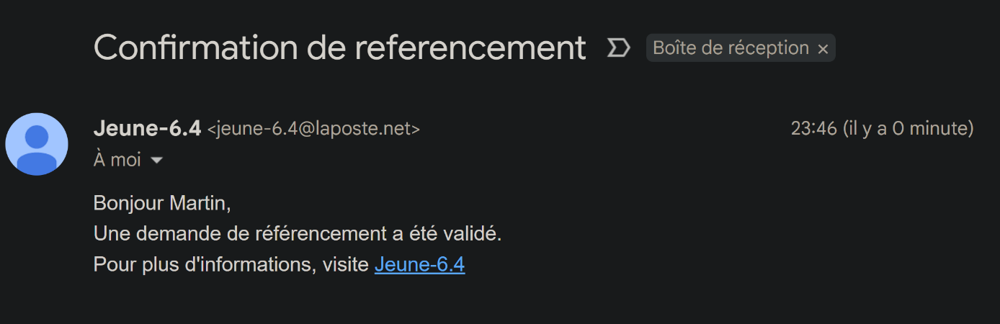 Confirmation de referencement
Boîte de réception ×
Jeune-6.4 <jeune-6.4@laposte.net>
23:46 (il y a 0 minute)
À moi
Bonjour Martin,
Une demande de référencement a été validé.
Pour plus d'informations, visite Jeune-6.4